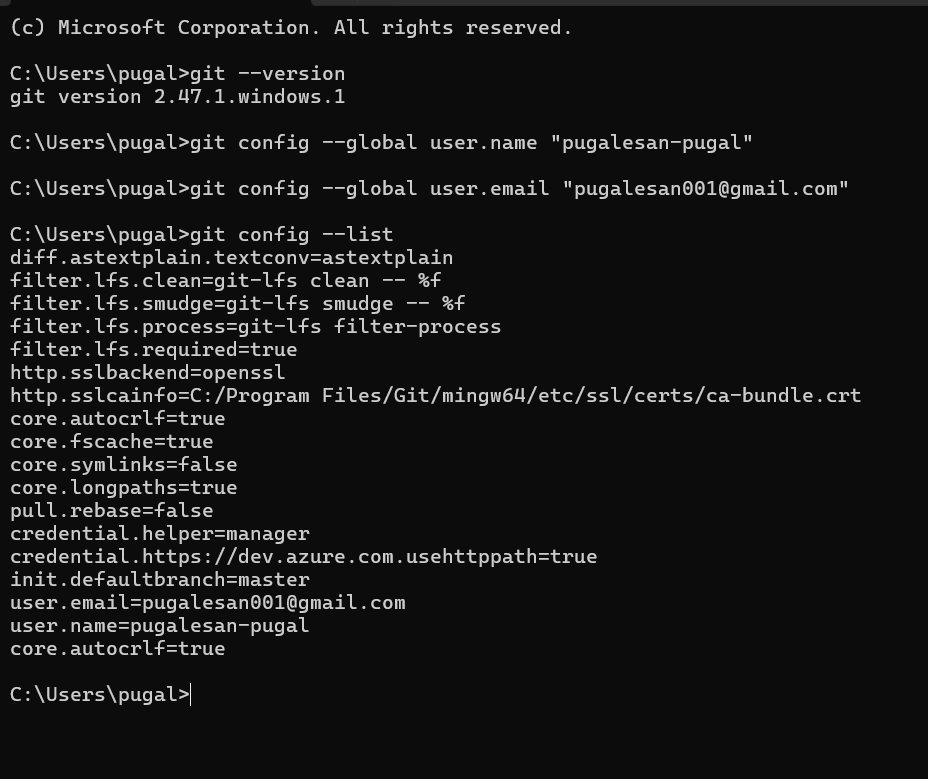 (c) Microsoft Corporation. All rights reserved.
C:\Users\pugal>git --version
git version 2.47.1.windows.1
C:\Users\pugal>git config --global user.name "pugalesan-pugal"
C:\Users\pugal>git config --global user.email "pugalesan001@gmail.com"
C:\Users\pugal>git config --list
diff.astextplain.textconv=astextplain
filter.lfs.clean=git-lfs clean -- %f
filter.lfs.smudge=git-lfs smudge -- %f
filter.lfs.process=git-lfs filter-process
filter.lfs.required=true
http.sslbackend=openssl
http.sslcainfo=C:/Program Files/Git/mingw64/etc/ssl/certs/ca-bundle.crt
core.autocrlf=true
core.fscache=true
core.symlinks=false
core.longpaths=true
pull.rebase=false
credential.helper=manager
credential.https://dev.azure.com.usehttppath=true
init.defaultbranch=master
user.email=pugalesan001@gmail.com
user.name=pugalesan-pugal
core.autocrlf=true
C:\Users\pugal>